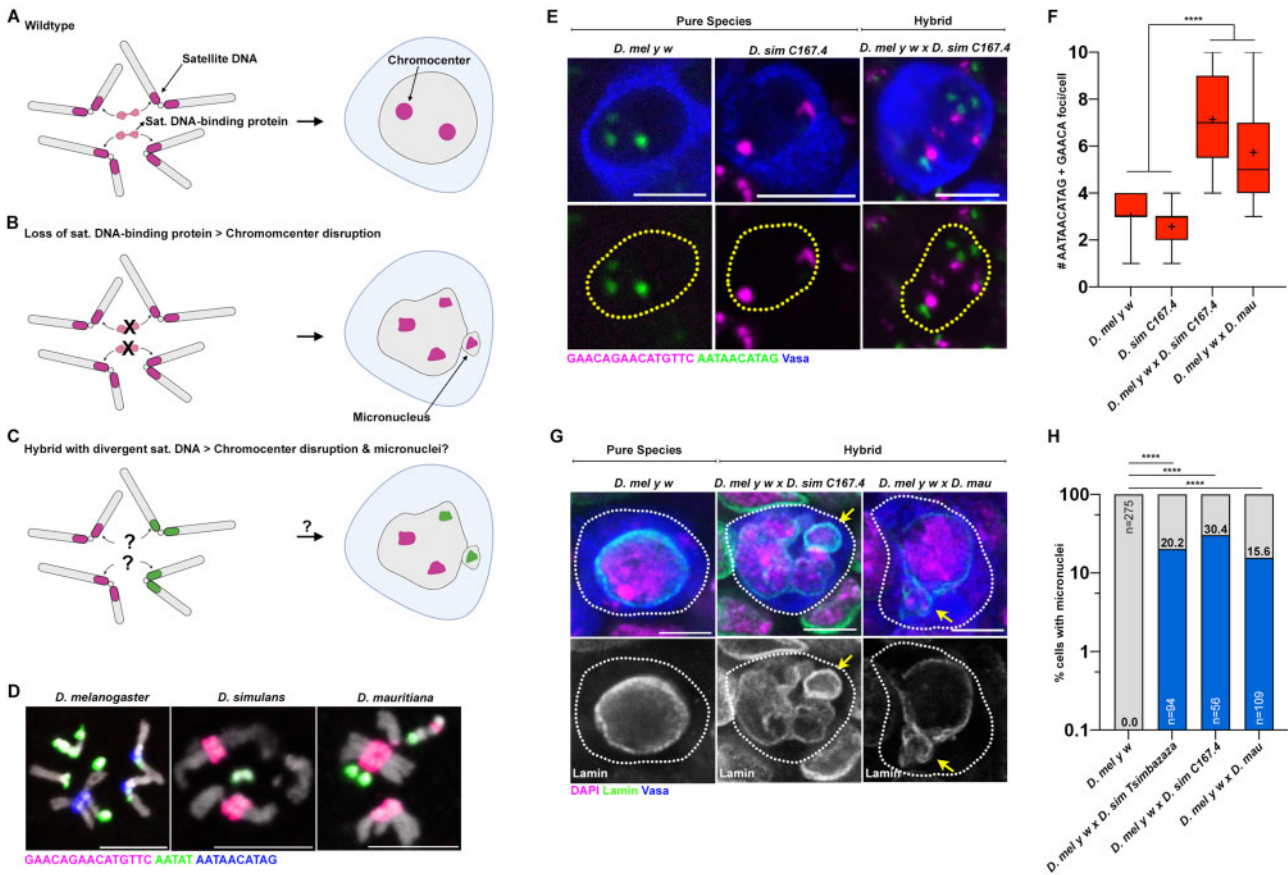 A
Wildtype
Satellite DNA
Sat. DNA-binding protein
Chromocenter
B
Loss of sat. DNA-binding protein > Chromomcenter disruption
X
X
Micronucleus
C
Hybrid with divergent sat. DNA > Chromocenter disruption & micronuclei?
?
?
?
D
D. melanogaster D. simulans D. mauritiana
GAACAGAACATGTTC AATAT AATAACATAG
E
Pure Species Hybrid
D. mel y w D. sim C167.4 D. mel y w x D. sim C167.4
GAACAGAACATGTTC AATAACATAG Vasa
F
****
# AATAACATAG + GAACA foci/cell
10
8
6
4
2
0
D. mel y w
D. sim C167.4
D. mel y w x D. sim C167.4
D. mel y w x D. mau
G
Pure Species Hybrid
D. mel y w D. mel y w x D. sim C167.4 D. mel y w x D. mau
Lamin Lamin Lamin
DAPI Lamin Vasa
H
****
****
****
% cells with micronuclei
100
10
1
0.1
n=275
0.0
20.2
n=94
30.4
n=56
15.6
n=109
D. mel y w
D. mel y w x D. sim Tsimbazaza
D. mel y w x D. sim C167.4
D. mel y w x D. mau